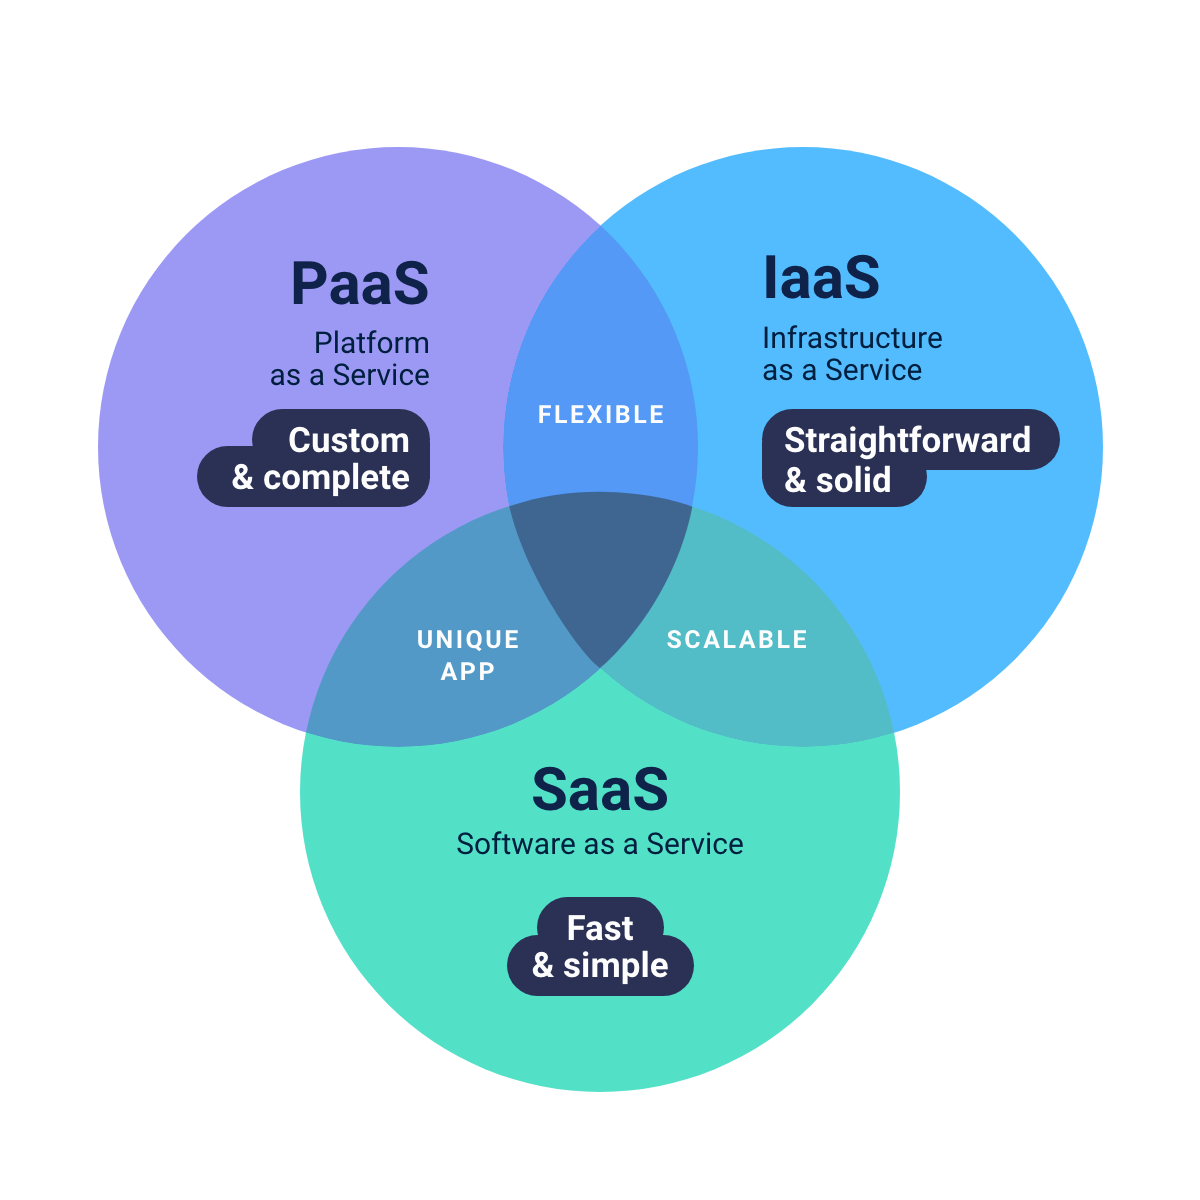 PaaS
Platform
as a Service
Custom
& complete
IaaS
Infrastructure
as a Service
Straightforward
& solid
FLEXIBLE
UNIQUE
APP
SCALABLE
SaaS
Software as a Service
Fast
& simple